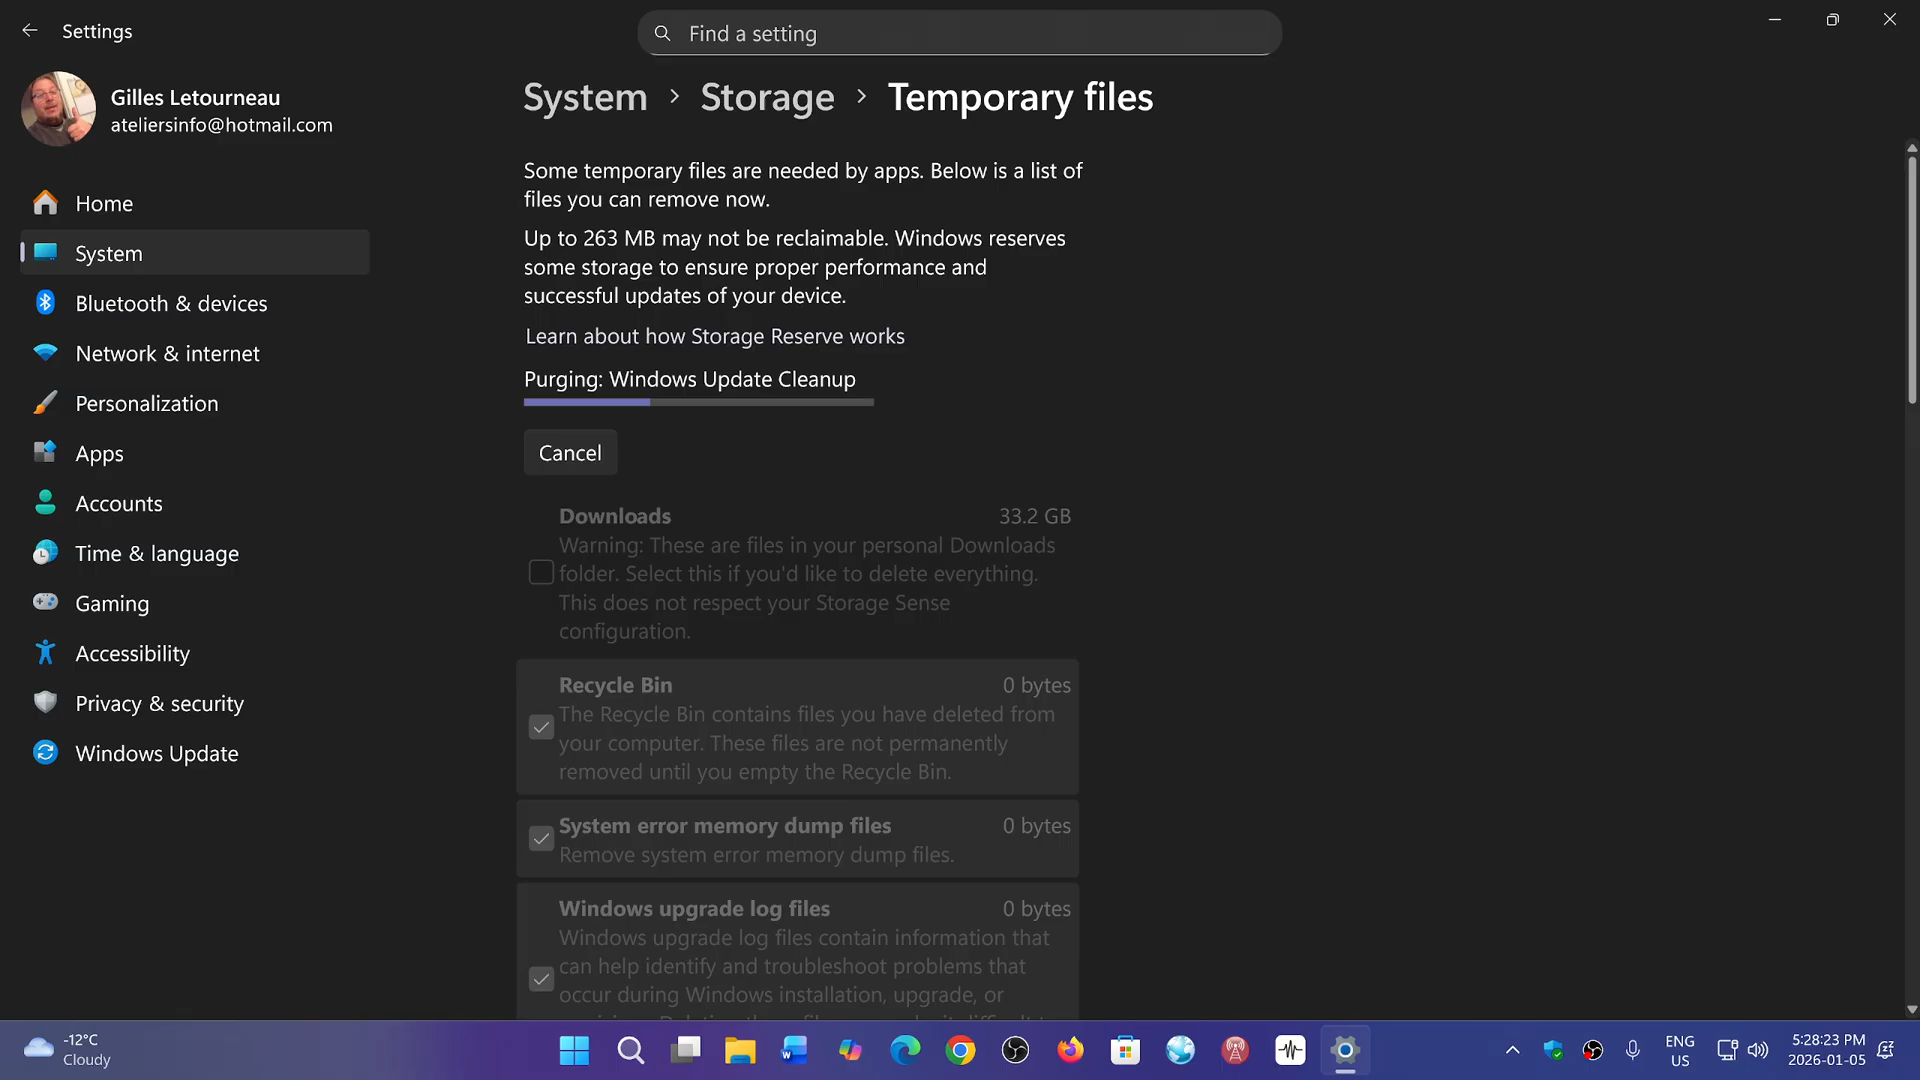 Settings
Find a setting
Gilles Letourneau
ateliersinfo@hotmail.com
Home
System
Bluetooth & devices
Network & internet
Personalization
Apps
Accounts
Time & language
Gaming
Accessibility
Privacy & security
Windows Update
System > Storage > Temporary files
Some temporary files are needed by apps. Below is a list of
files you can remove now.
Up to 263 MB may not be reclaimable. Windows reserves
some storage to ensure proper performance and
successful updates of your device.
Learn about how Storage Reserve works
Purging: Windows Update Cleanup
Cancel
Downloads 33.2 GB
Warning: These are files in your personal Downloads
folder. Select this if you'd like to delete everything.
This does not respect your Storage Sense
configuration.
Recycle Bin 0 bytes
The Recycle Bin contains files you have deleted from
your computer. These files are not permanently
removed until you empty the Recycle Bin.
System error memory dump files 0 bytes
Remove system error memory dump files.
Windows upgrade log files 0 bytes
Windows upgrade log files contain information that
can help identify and troubleshoot problems that
occur during Windows installation, upgrade, or
-12°C
Cloudy
ENG
US
5:28:23 PM
2026-01-05